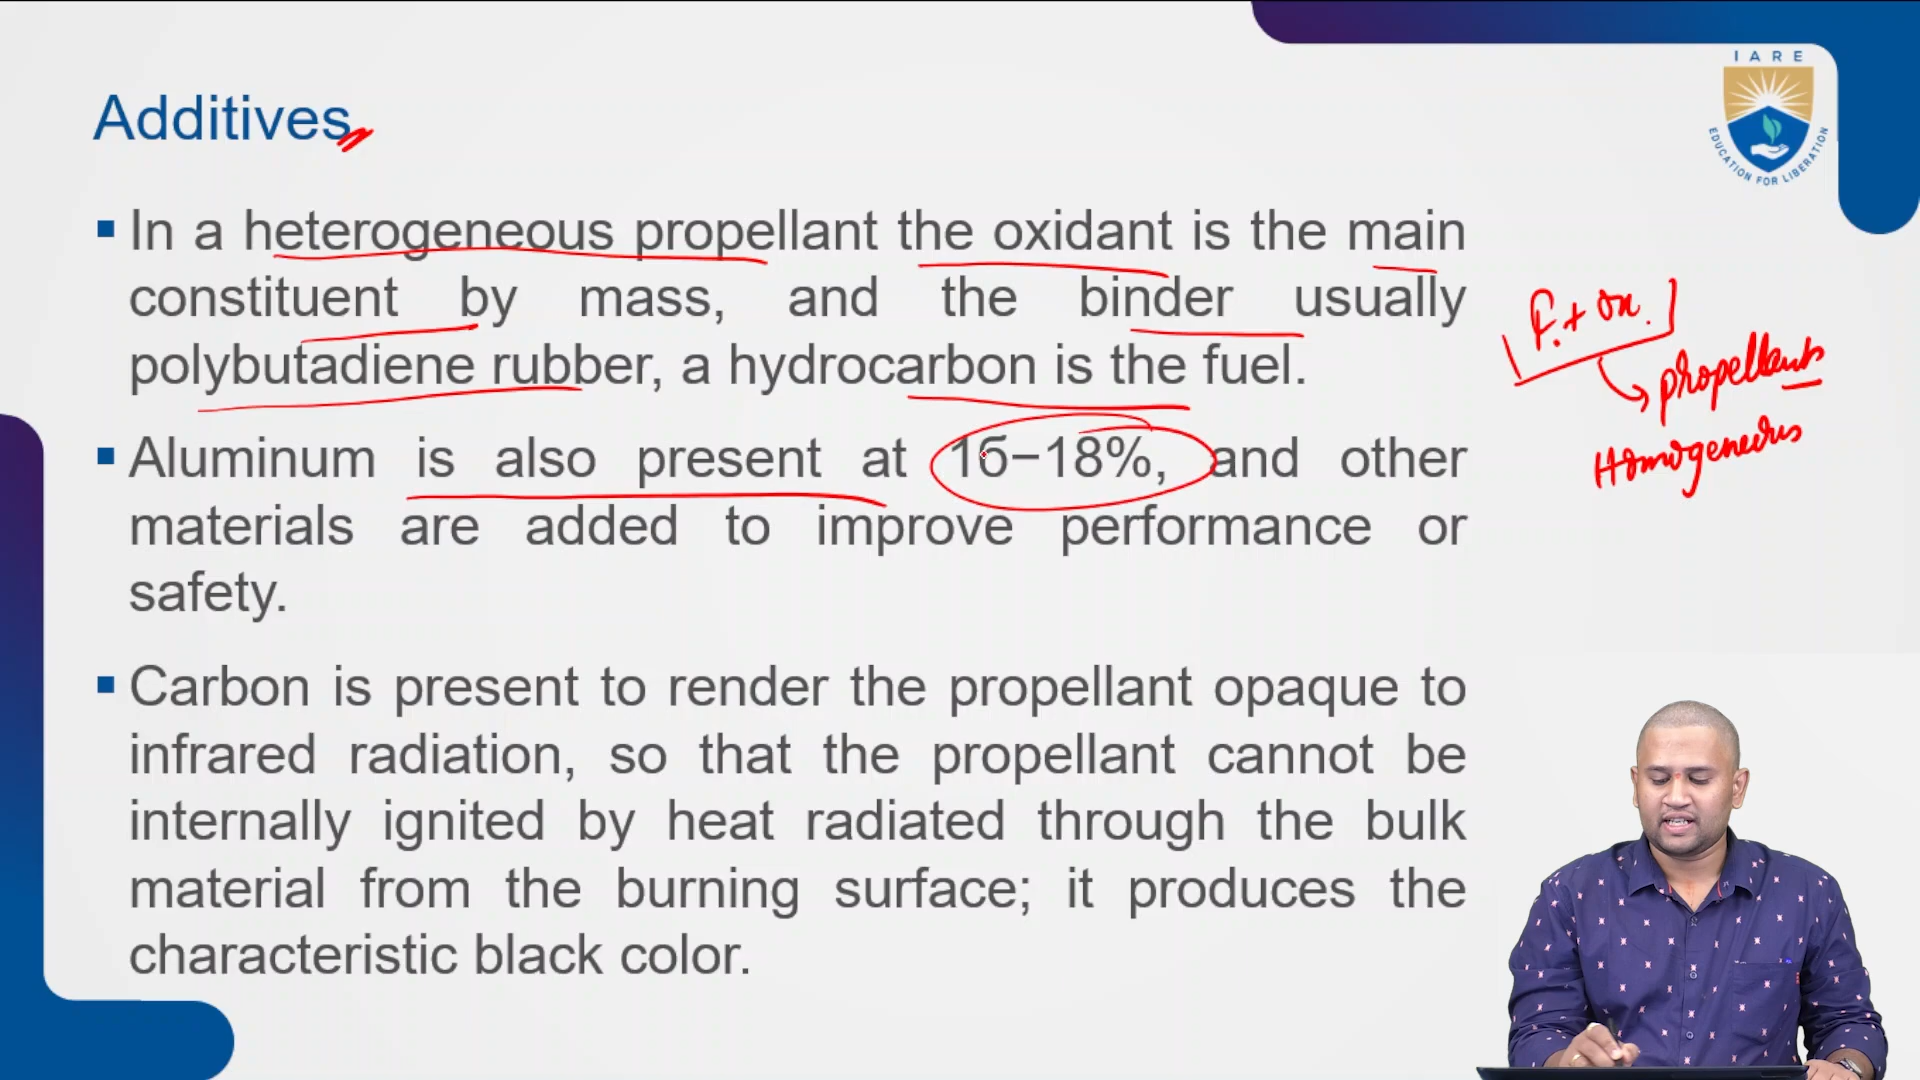 IARE
EDUCATION FOR LIBERATION
Additives
▪ In a heterogeneous propellant the oxidant is the main
constituent by mass, and the binder usually
polybutadiene rubber, a hydrocarbon is the fuel.
▪ Aluminum is also present at 16−18%, and other
materials are added to improve performance or
safety.
▪ Carbon is present to render the propellant opaque to
infrared radiation, so that the propellant cannot be
internally ignited by heat radiated through the bulk
material from the burning surface; it produces the
characteristic black color.
F. + Ox.
propellants
Homogeneous